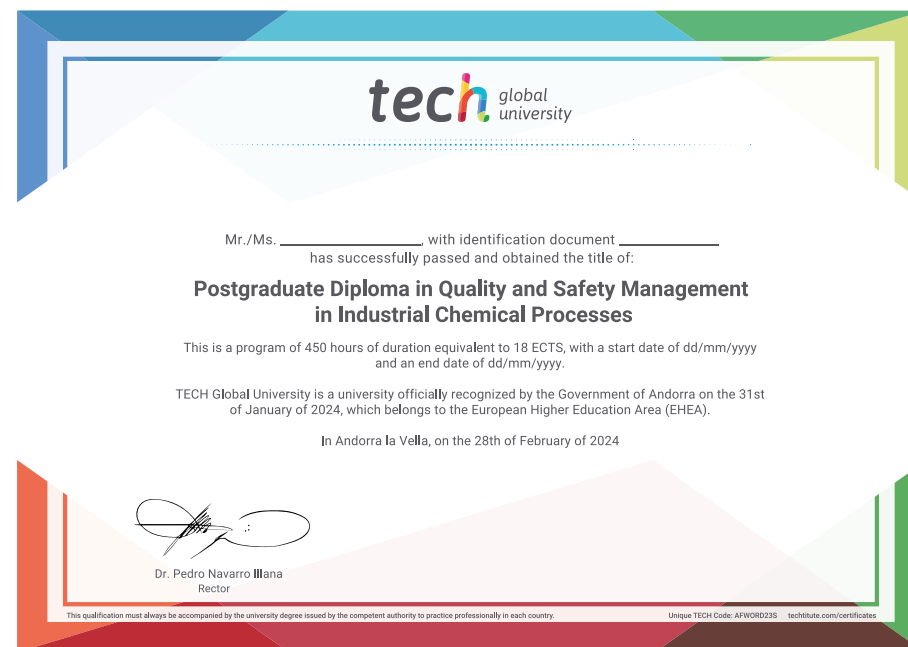 tech global university
Mr./Ms. ____________________, with identification document ______________
has successfully passed and obtained the title of:
Postgraduate Diploma in Quality and Safety Management
in Industrial Chemical Processes
This is a program of 450 hours of duration equivalent to 18 ECTS, with a start date of dd/mm/yyyy
and an end date of dd/mm/yyyy.
TECH Global University is a university officially recognized by the Government of Andorra on the 31st
of January of 2024, which belongs to the European Higher Education Area (EHEA).
In Andorra la Vella, on the 28th of February of 2024
Dr. Pedro Navarro Illana
Rector
This qualification must always be accompanied by the university degree issued by the competent authority to practice professionally in each country.
Unique TECH Code: AFWORD23S techtitute.com/certificates